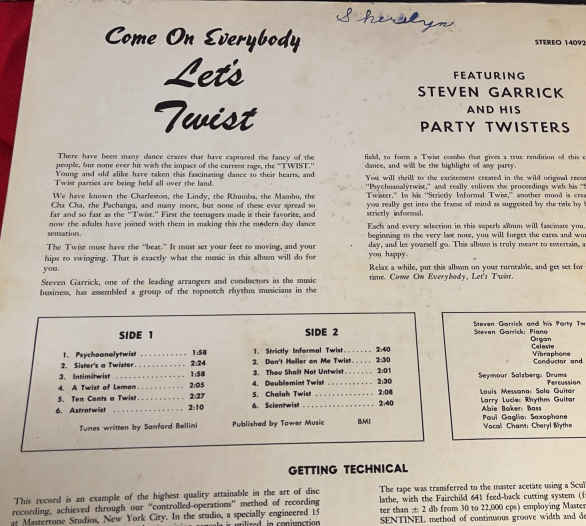 Sherelyn
Come On Everybody
Let's
Twist
STEREO 14092
FEATURING
STEVEN GARRICK
AND HIS
PARTY TWISTERS
There have been many dance crazes that have captured the fancy of the
people, but none ever hit with the impact of the current rage, the "TWIST."
Young and old alike have taken this fascinating dance to their hearts, and
Twist parties are being held all over the land.
We have known the Charleston, the Lindy, the Rhumba, the Mambo, the
Cha Cha, the Pachanga, and many more, but none of these ever spread so
far and so fast as the "Twist." First the teenagers made it their favorite, and
now the adults have joined with them in making this the modern day dance
sensation.
The Twist must have the "beat." It must set your feet to moving, and your
hips to swinging. That is exactly what the music in this album will do for
you.
Steven Garrick, one of the leading arrangers and conductors in the music
business, has assembled a group of the topnotch rhythm musicians in the
field, to form a Twist combo that gives a true rendition of this
dance, and will be the highlight of any party.
You will thrill to the excitement created in the wild original
"Psychoanalytwist," and really enlivens the proceedings with his
Twister." In his "Strictly Informal Twist," another mood is
you really get into the frame of mind as suggested by the title by
strictly informal.
Each and every selection in this superb album will fascinate you.
beginning to the very last note, you will forget the cares and
day, and let yourself go. This album is truly meant to entertain,
you happy.
Relax a while, put this album on your turntable, and get set for
time. Come On Everybody, Let's Twist.
SIDE 1
1. Psychoanalytwist 1:58
2. Sister's a Twister 2:24
3. Intimitwist 1:58
4. A Twist of Lemon 2:05
5. Ten Cents a Twist 2:27
6. Astrotwist 2:10
Tunes written by Sanford Bellini
SIDE 2
1. Strictly Informal Twist 2:40
2. Don't Holler on Me Twist 2:30
3. Thou Shalt Not Untwist 2:01
4. Doublemint Twist 2:30
5. Chalah Twist 2:08
6. Scientwist 2:40
Published by Tower Music BMI
Steven Garrick and his Party Tw
Steven Garrick: Piano
Organ
Celeste
Vibraphone
Conductor and
Seymour Salzberg: Drums
Percussion
Louis Messana: Solo Guitar
Larry Lucie: Rhythm Guitar
Abie Baker: Bass
Paul Gaglio: Saxophone
Vocal Chant: Cheryl Blythe
GETTING TECHNICAL
This record is an example of the highest quality attainable in the art of disc
recording, achieved through our "controlled-operations" method of recording
at Mastertone Studios, New York City. In the studio, a specially engineered 15
is utilized in conjunction
The tape was transferred to the master acetate using a Scul
lathe, with the Fairchild 641 feed-back cutting system
ter than ± 2 db from 30 to 22,000 cps) employing
SENTINEL method of continuous groove width and